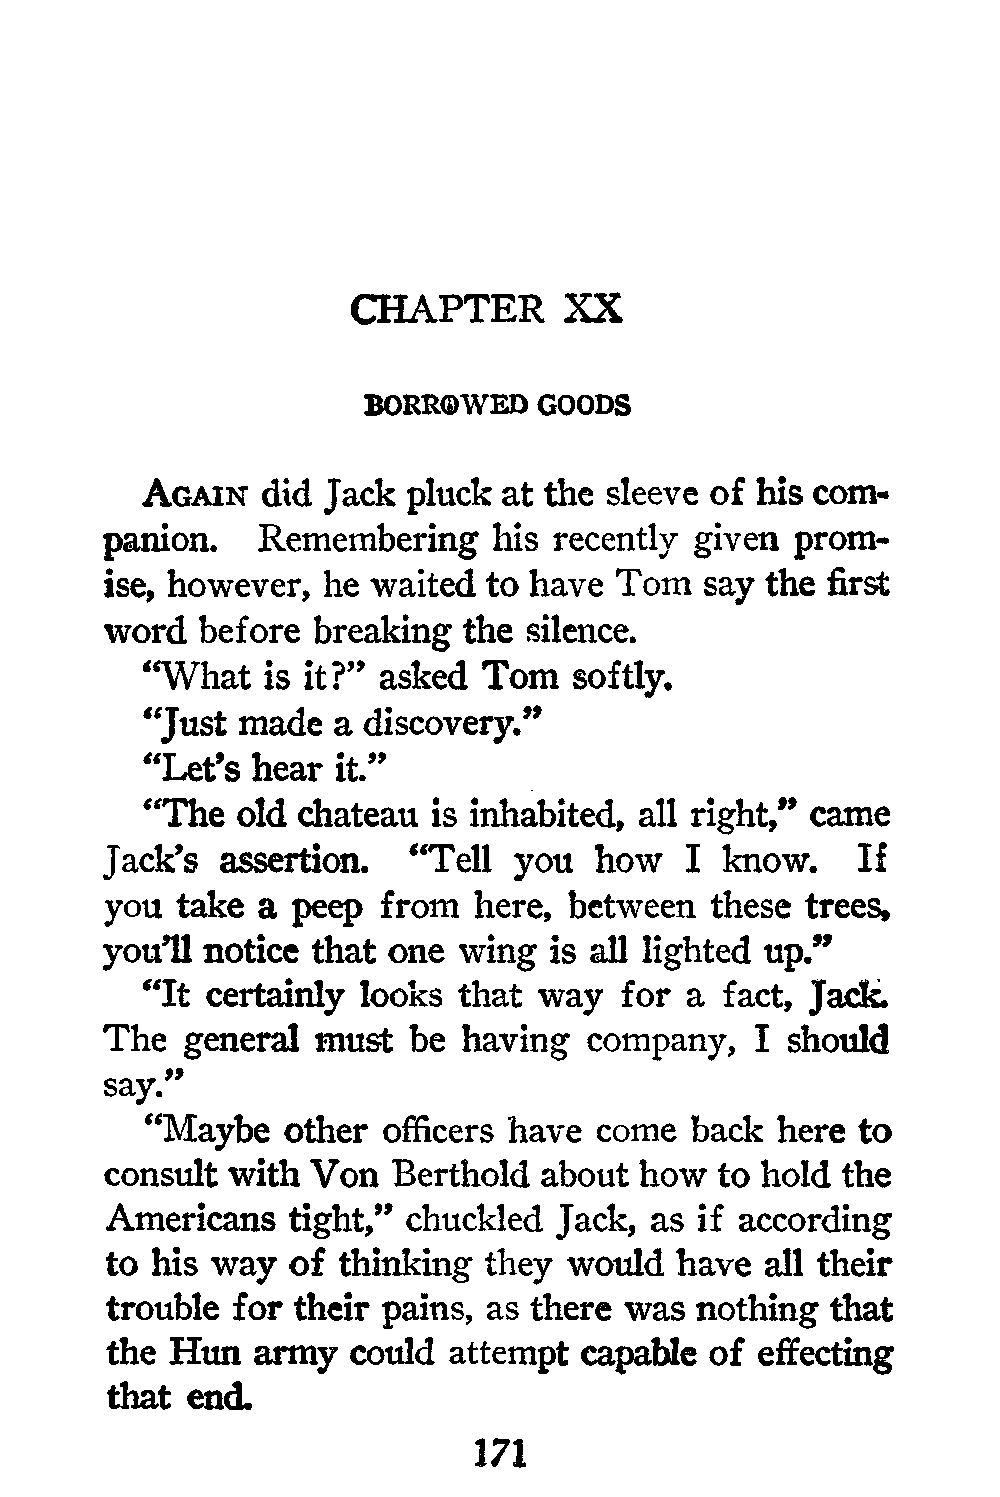 CHAPTER XX
BORROWED GOODS
AGAIN did Jack pluck at the sleeve of his com-
panion. Remembering his recently given prom-
ise, however, he waited to have Tom say the first
word before breaking the silence.
“What is it?” asked Tom softly.
“Just made a discovery.”
“Let’s hear it.”
“The old chateau is inhabited, all right,” came
Jack’s assertion. “Tell you how I know. If
you take a peep from here, between these trees,
you’ll notice that one wing is all lighted up.”
“It certainly looks that way for a fact, Jack.
The general must be having company, I should
say.”
“Maybe other officers have come back here to
consult with Von Berthold about how to hold the
Americans tight,” chuckled Jack, as if according
to his way of thinking they would have all their
trouble for their pains, as there was nothing that
the Hun army could attempt capable of effecting
that end.
171